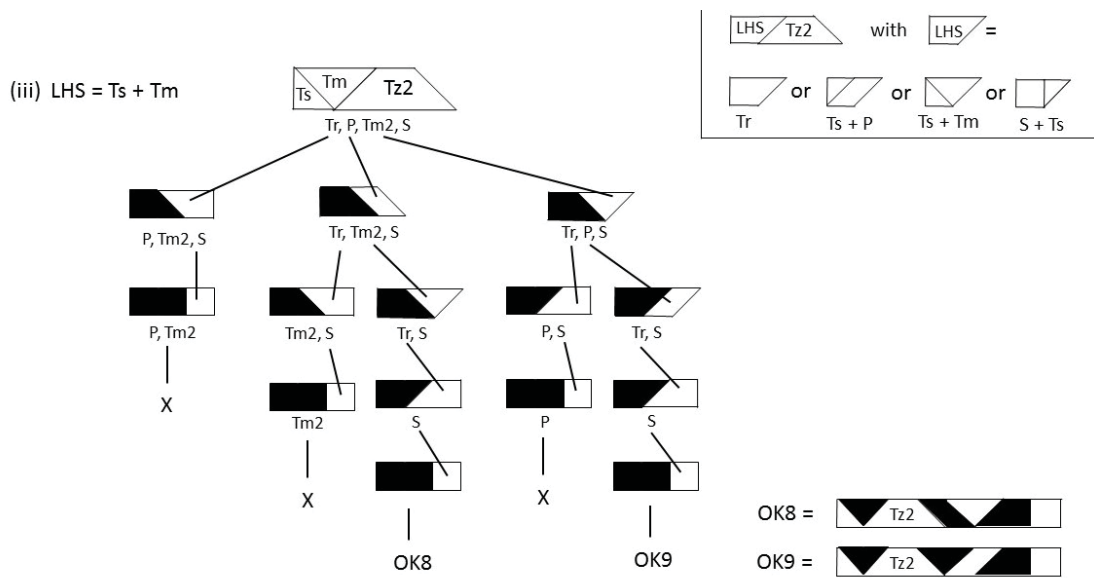 LHS Tz2 with LHS =
or or or
Tr Ts + P Ts + Tm S + Ts
(iii) LHS = Ts + Tm
Ts Tm Tz2
Tr, P, Tm2, S
P, Tm2, S Tr, Tm2, S Tr, P, S
P, Tm2 Tm2, S Tr, S P, S Tr, S
X Tm2 S P S
X X
OK8 OK9
OK8 = Tz2
OK9 = Tz2